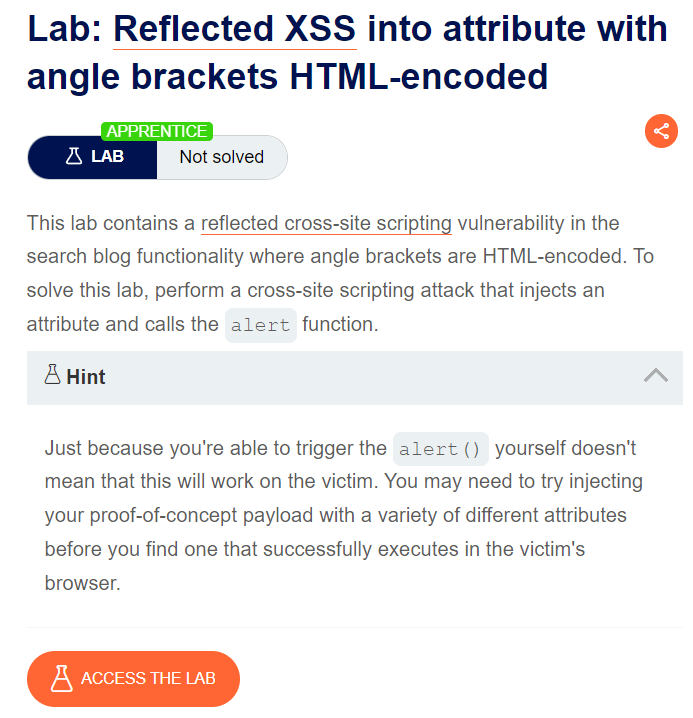 Lab: Reflected XSS into attribute with
angle brackets HTML-encoded
APPRENTICE
LAB
Not solved
This lab contains a reflected cross-site scripting vulnerability in the
search blog functionality where angle brackets are HTML-encoded. To
solve this lab, perform a cross-site scripting attack that injects an
attribute and calls the alert function.
Hint
Just because you're able to trigger the alert() yourself doesn't
mean that this will work on the victim. You may need to try injecting
your proof-of-concept payload with a variety of different attributes
before you find one that successfully executes in the victim's
browser.
ACCESS THE LAB